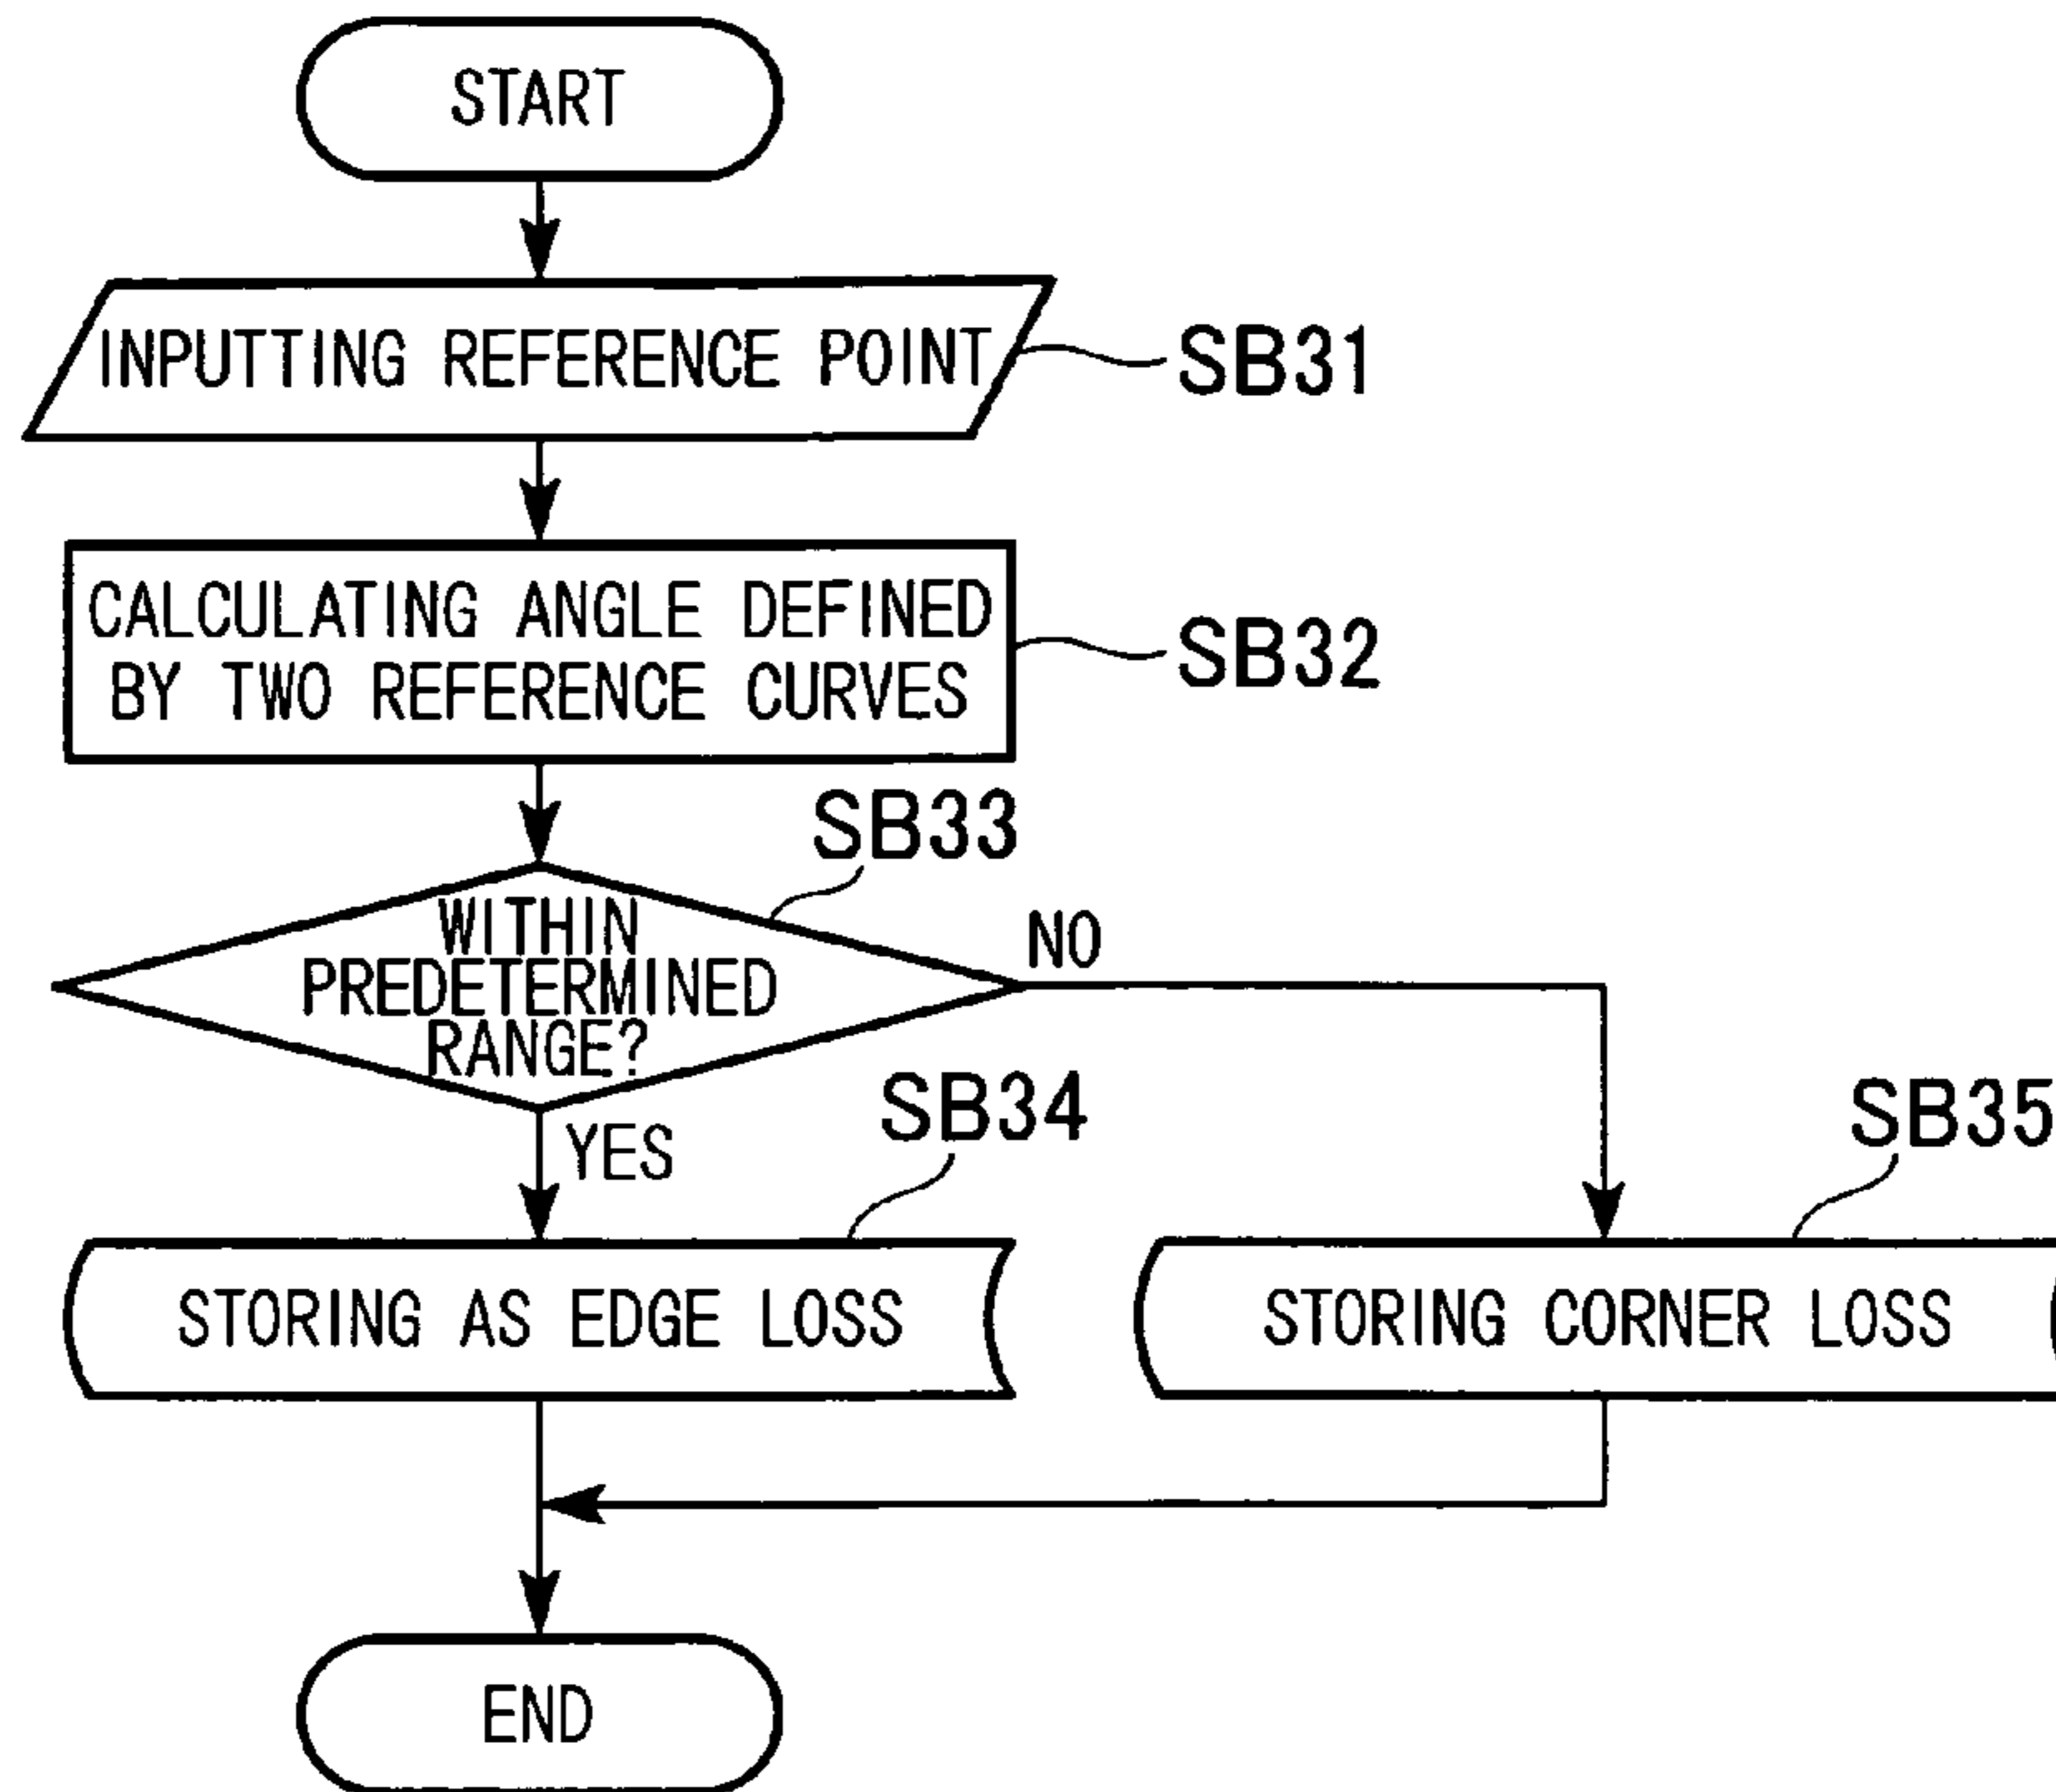 START
INPUTTING REFERENCE POINT
SB31
CALCULATING ANGLE DEFINED
BY TWO REFERENCE CURVES
SB32
SB33
WITHIN
PREDETERMINED
RANGE?
NO
YES
SB34
SB35
STORING AS EDGE LOSS
STORING CORNER LOSS
END